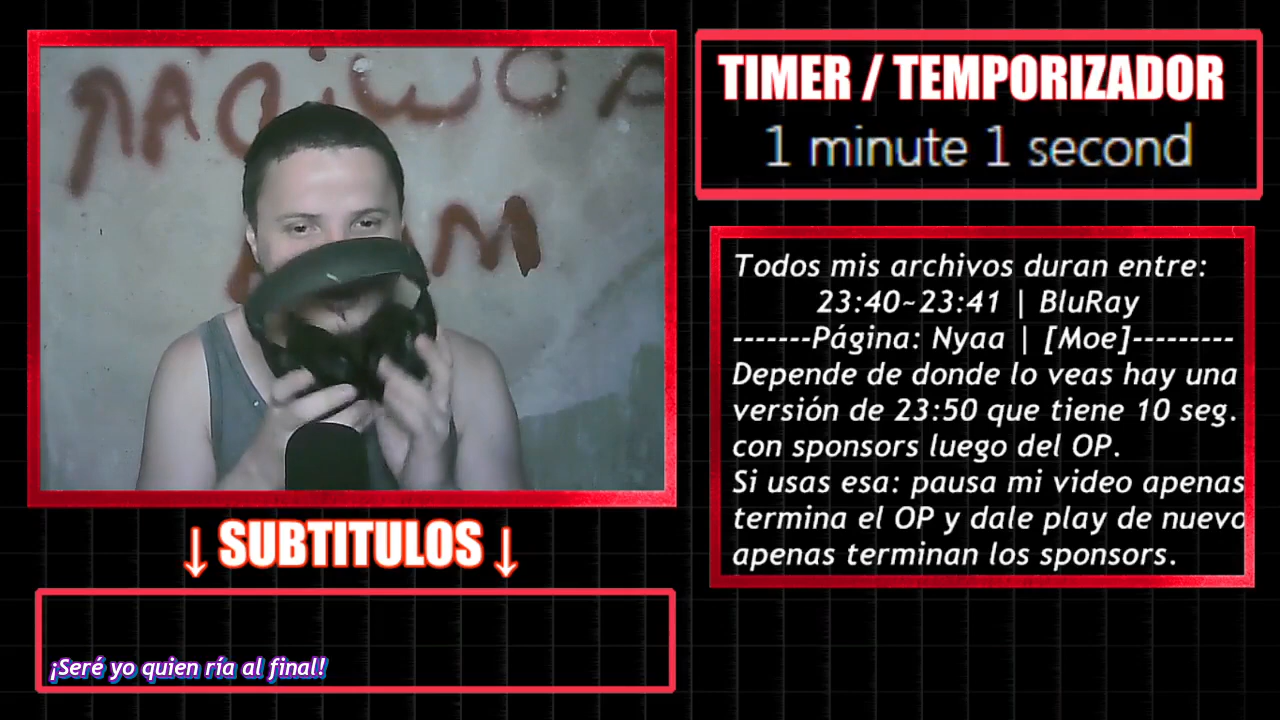 TIMER / TEMPORIZADOR
1 minute 1 second
Todos mis archivos duran entre:
23:40~23:41 | BluRay
-------Página: Nyaa | [Moe]---------
Depende de donde lo veas hay una
versión de 23:50 que tiene 10 seg.
con sponsors luego del OP.
Si usas esa: pausa mi video apenas
termina el OP y dale play de nuevo
apenas terminan los sponsors.
↓ SUBTITULOS ↓
¡Seré yo quien ría al final!